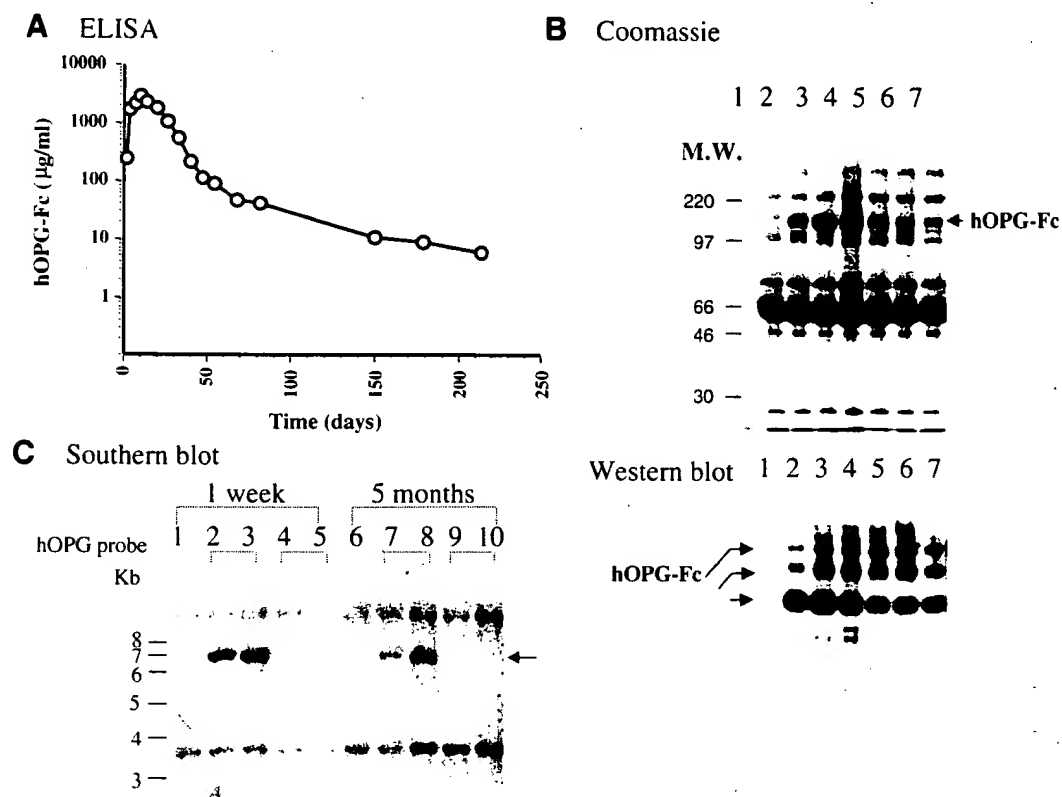 A ELISA
10000
1000
100
10
1
hOPG-Fc (µg/ml)
0 50 100 150 200 250
Time (days)
B Coomassie
1 2 3 4 5 6 7
M.W.
220
97
66
46
30
hOPG-Fc
Western blot 1 2 3 4 5 6 7
hOPG-Fc
C Southern blot
1 week 5 months
hOPG probe 1 2 3 4 5 6 7 8 9 10
Kb
8
7
6
5
4
3